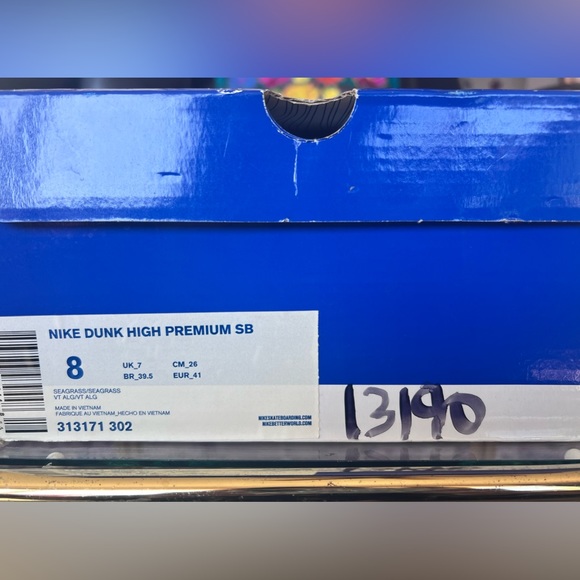 NIKE DUNK HIGH PREMIUM SB
8
UK_7 CM_26
BR_39.5 EUR_41
SEAGRASS/SEAGRASS
VT ALG/VT ALG
MADE IN VIETNAM
FABRIQUE AU VIETNAM_HECHO EN VIETNAM
313171 302
NIKESKATEBOARDING.COM
NIKEBETTERWORLD.COM
13190